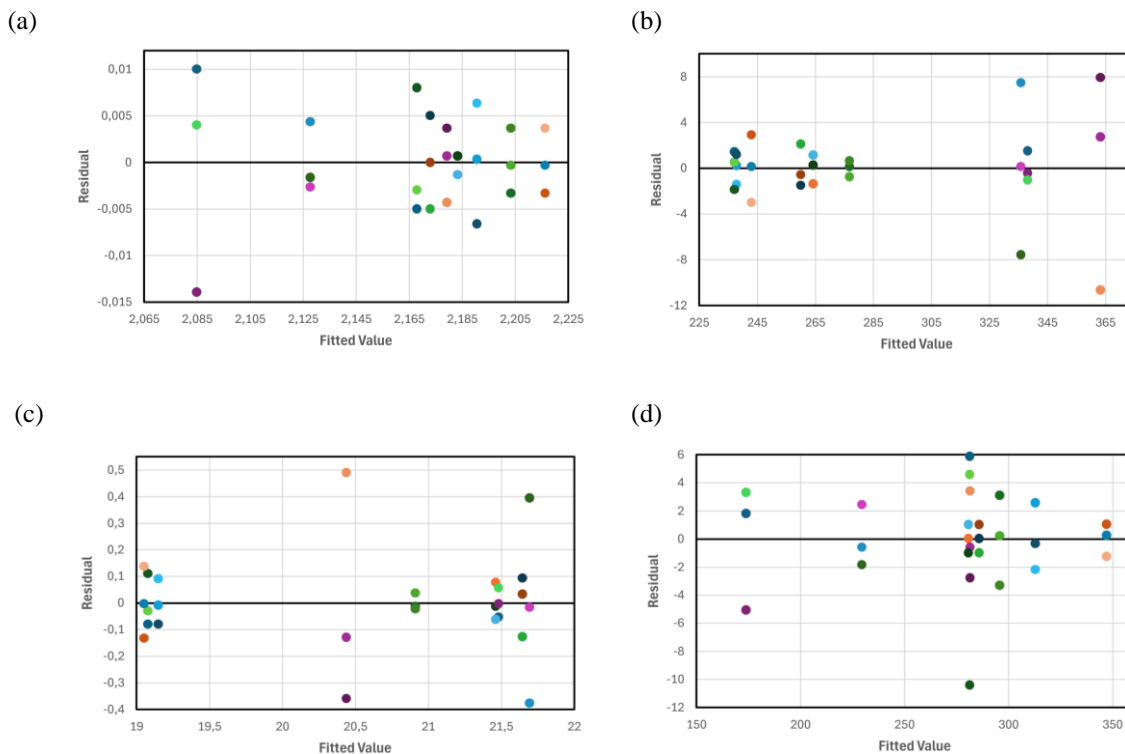 (a)
0,01
0,005
0
-0,005
-0,01
-0,015
Residual
2,065 2,085 2,105 2,125 2,145 2,165 2,185 2,205 2,225
Fitted Value
(b)
8
4
0
-4
-8
-12
Residual
225 245 265 285 305 325 345 365
Fitted Value
(c)
0,5
0,4
0,3
0,2
0,1
0
-0,1
-0,2
-0,3
-0,4
Residual
19 19,5 20 20,5 21 21,5 22
Fitted Value
(d)
6
4
2
0
-2
-4
-6
-8
-10
-12
Residual
150 200 250 300 350
Fitted Value